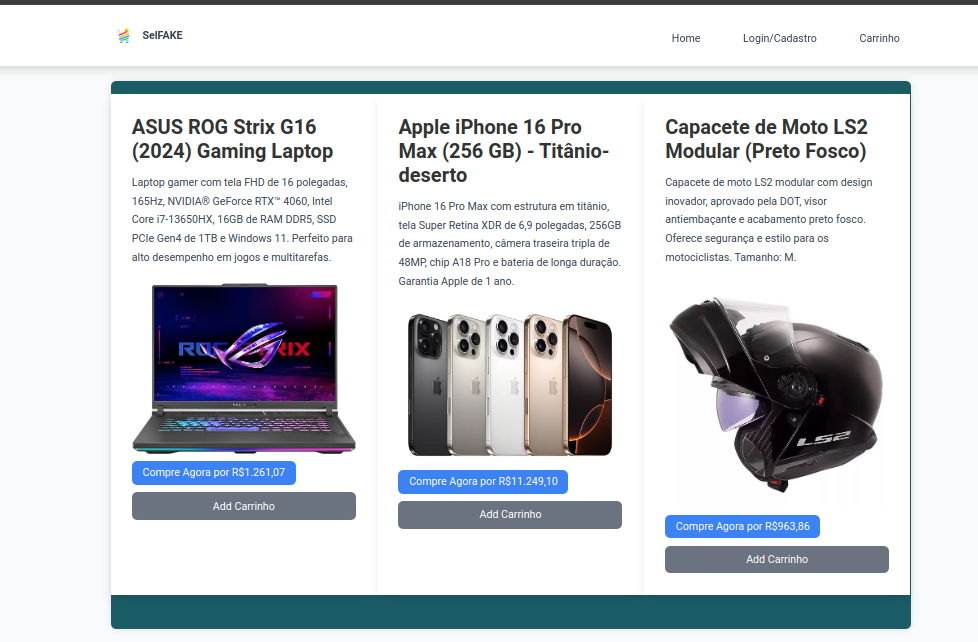 SelFAKE
Home
Login/Cadastro
Carrinho
ASUS ROG Strix G16
(2024) Gaming Laptop
Laptop gamer com tela FHD de 16 polegadas,
165Hz, NVIDIA® GeForce RTX™ 4060, Intel
Core i7-13650HX, 16GB de RAM DDR5, SSD
PCIe Gen4 de 1TB e Windows 11. Perfeito para
alto desempenho em jogos e multitarefas.
Compre Agora por R$1.261,07
Add Carrinho
Apple iPhone 16 Pro
Max (256 GB) - Titânio-
deserto
iPhone 16 Pro Max com estrutura em titânio,
tela Super Retina XDR de 6,9 polegadas, 256GB
de armazenamento, câmera traseira tripla de
48MP, chip A18 Pro e bateria de longa duração.
Garantia Apple de 1 ano.
Compre Agora por R$11.249,10
Add Carrinho
Capacete de Moto LS2
Modular (Preto Fosco)
Capacete de moto LS2 modular com design
inovador, aprovado pela DOT, visor
antiembaçante e acabamento preto fosco.
Oferece segurança e estilo para os
motociclistas. Tamanho: M.
LS2
Compre Agora por R$963,86
Add Carrinho